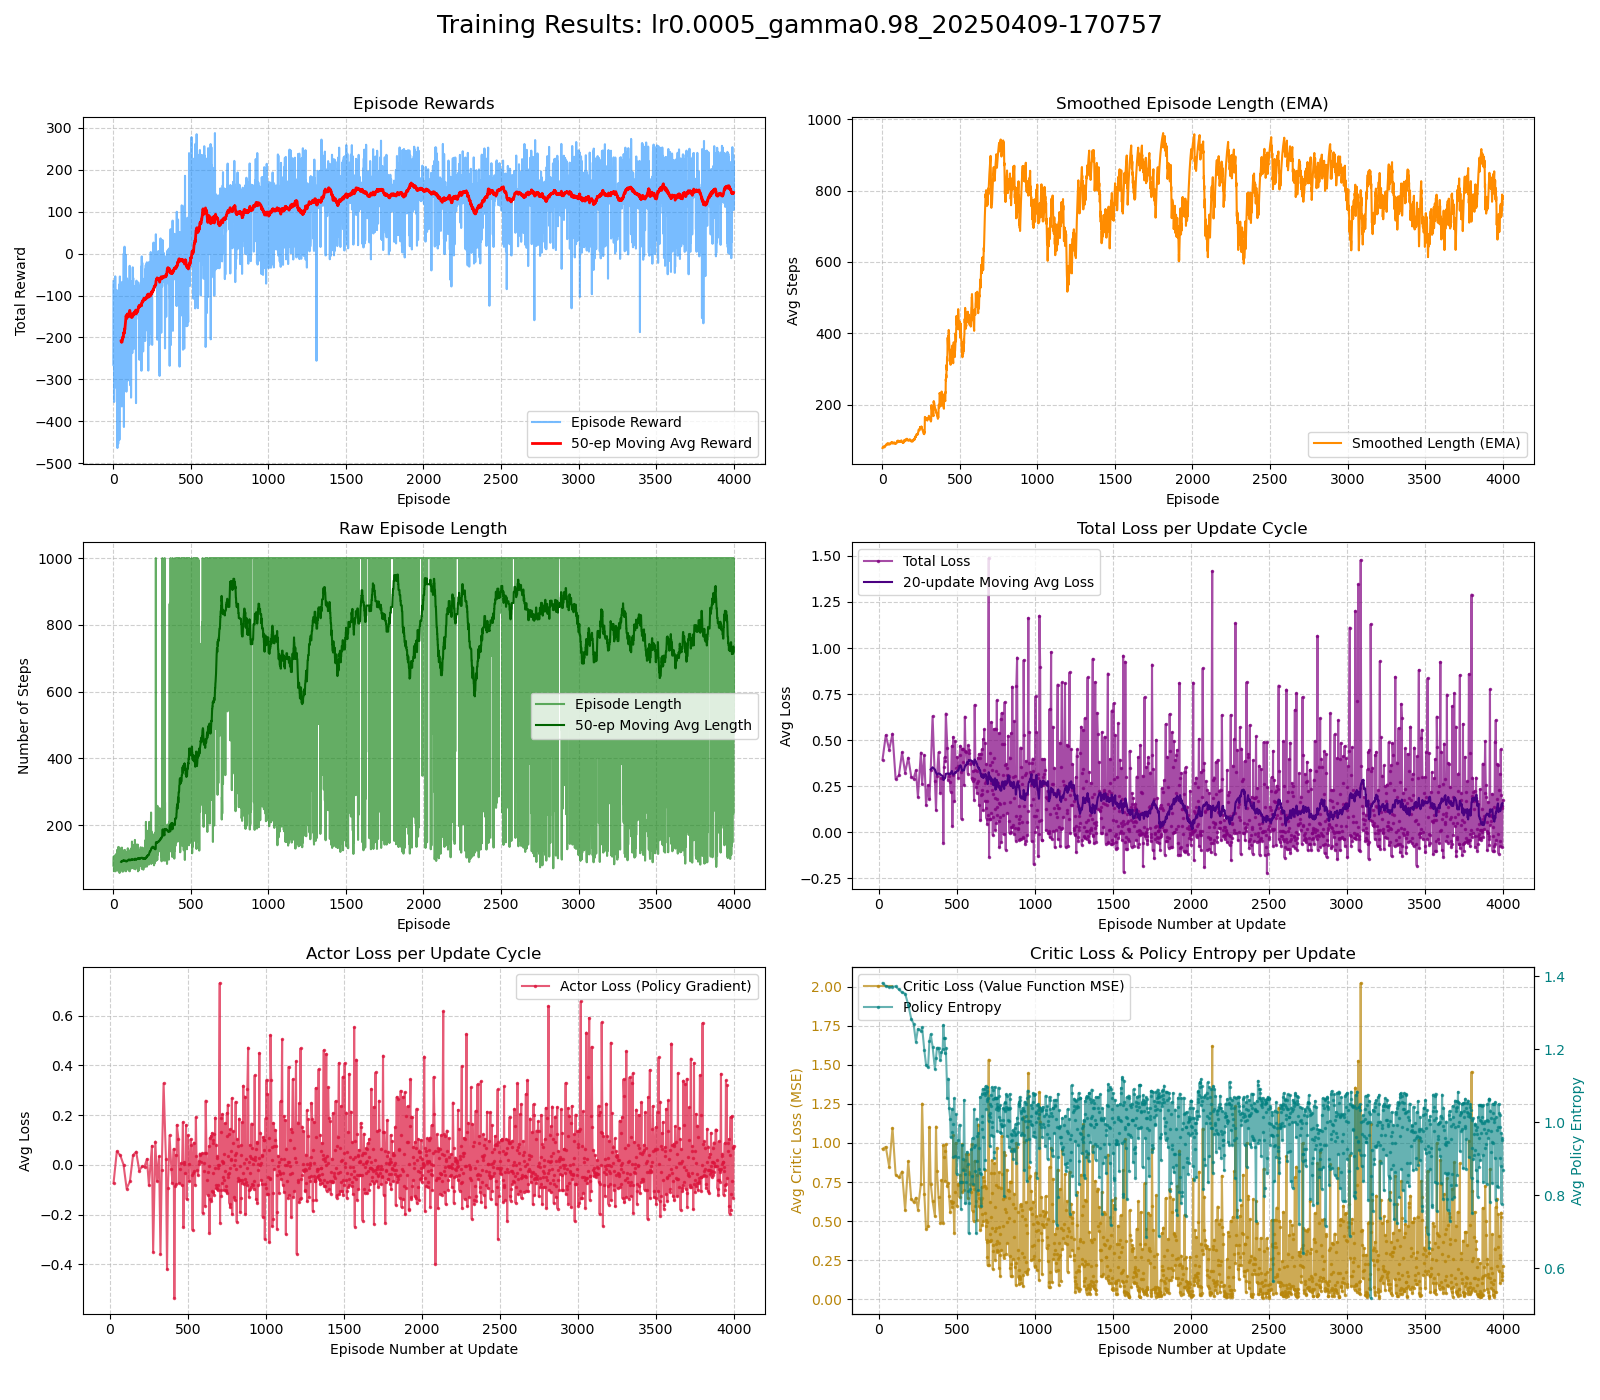 Training Results: lr0.0005_gamma0.98_20250409-170757
Episode Rewards
300
200
100
0
−100
−200
−300
−400
−500
Total Reward
0 500 1000 1500 2000 2500 3000 3500 4000
Episode
Episode Reward
50-ep Moving Avg Reward
Smoothed Episode Length (EMA)
1000
800
600
400
200
Avg Steps
0 500 1000 1500 2000 2500 3000 3500 4000
Episode
Smoothed Length (EMA)
Raw Episode Length
1000
800
600
400
200
Number of Steps
0 500 1000 1500 2000 2500 3000 3500 4000
Episode
Episode Length
50-ep Moving Avg Length
Total Loss per Update Cycle
1.50
1.25
1.00
0.75
0.50
0.25
0.00
−0.25
Avg Loss
0 500 1000 1500 2000 2500 3000 3500 4000
Episode Number at Update
Total Loss
20-update Moving Avg Loss
Actor Loss per Update Cycle
0.6
0.4
0.2
0.0
−0.2
−0.4
Avg Loss
0 500 1000 1500 2000 2500 3000 3500 4000
Episode Number at Update
Actor Loss (Policy Gradient)
Critic Loss & Policy Entropy per Update
2.00
1.75
1.50
1.25
1.00
0.75
0.50
0.25
0.00
Avg Critic Loss (MSE)
0 500 1000 1500 2000 2500 3000 3500 4000
Episode Number at Update
Critic Loss (Value Function MSE)
Policy Entropy
1.4
1.2
1.0
0.8
0.6
Avg Policy Entropy